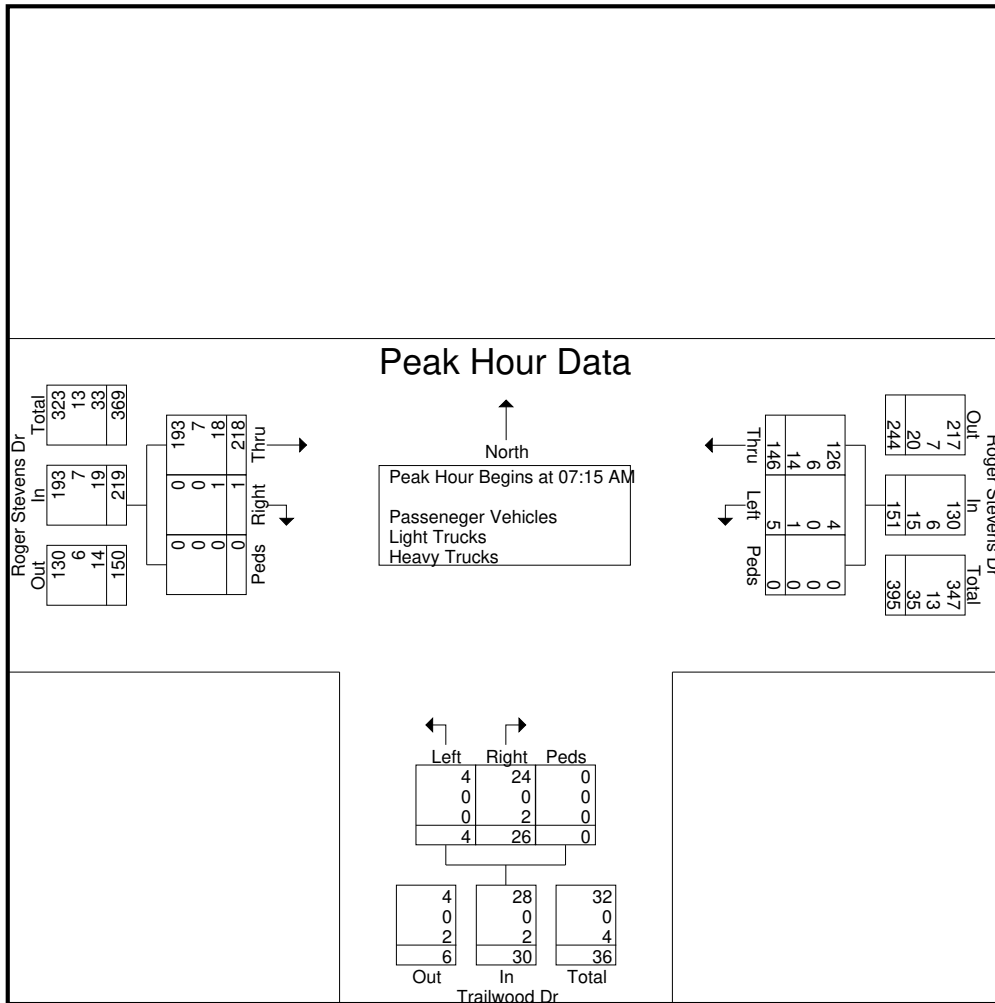 Peak Hour Data
North
Peak Hour Begins at 07:15 AM
Passeneger Vehicles
Light Trucks
Heavy Trucks
Roger Stevens Dr
Out In Total
130 193 323
6 7 13
14 19 33
150 219 369
Thru Right Peds
193 0 0
7 0 0
18 1 0
218 1 0
Roger Stevens Dr
Out In Total
217 130 347
7 6 13
20 15 35
244 151 395
Thru Left Peds
126 4 0
6 0 0
14 1 0
146 5 0
Left Right Peds
4 24 0
0 0 0
0 2 0
4 26 0
4 28 32
0 0 0
2 2 4
6 30 36
Out In Total
Trailwood Dr